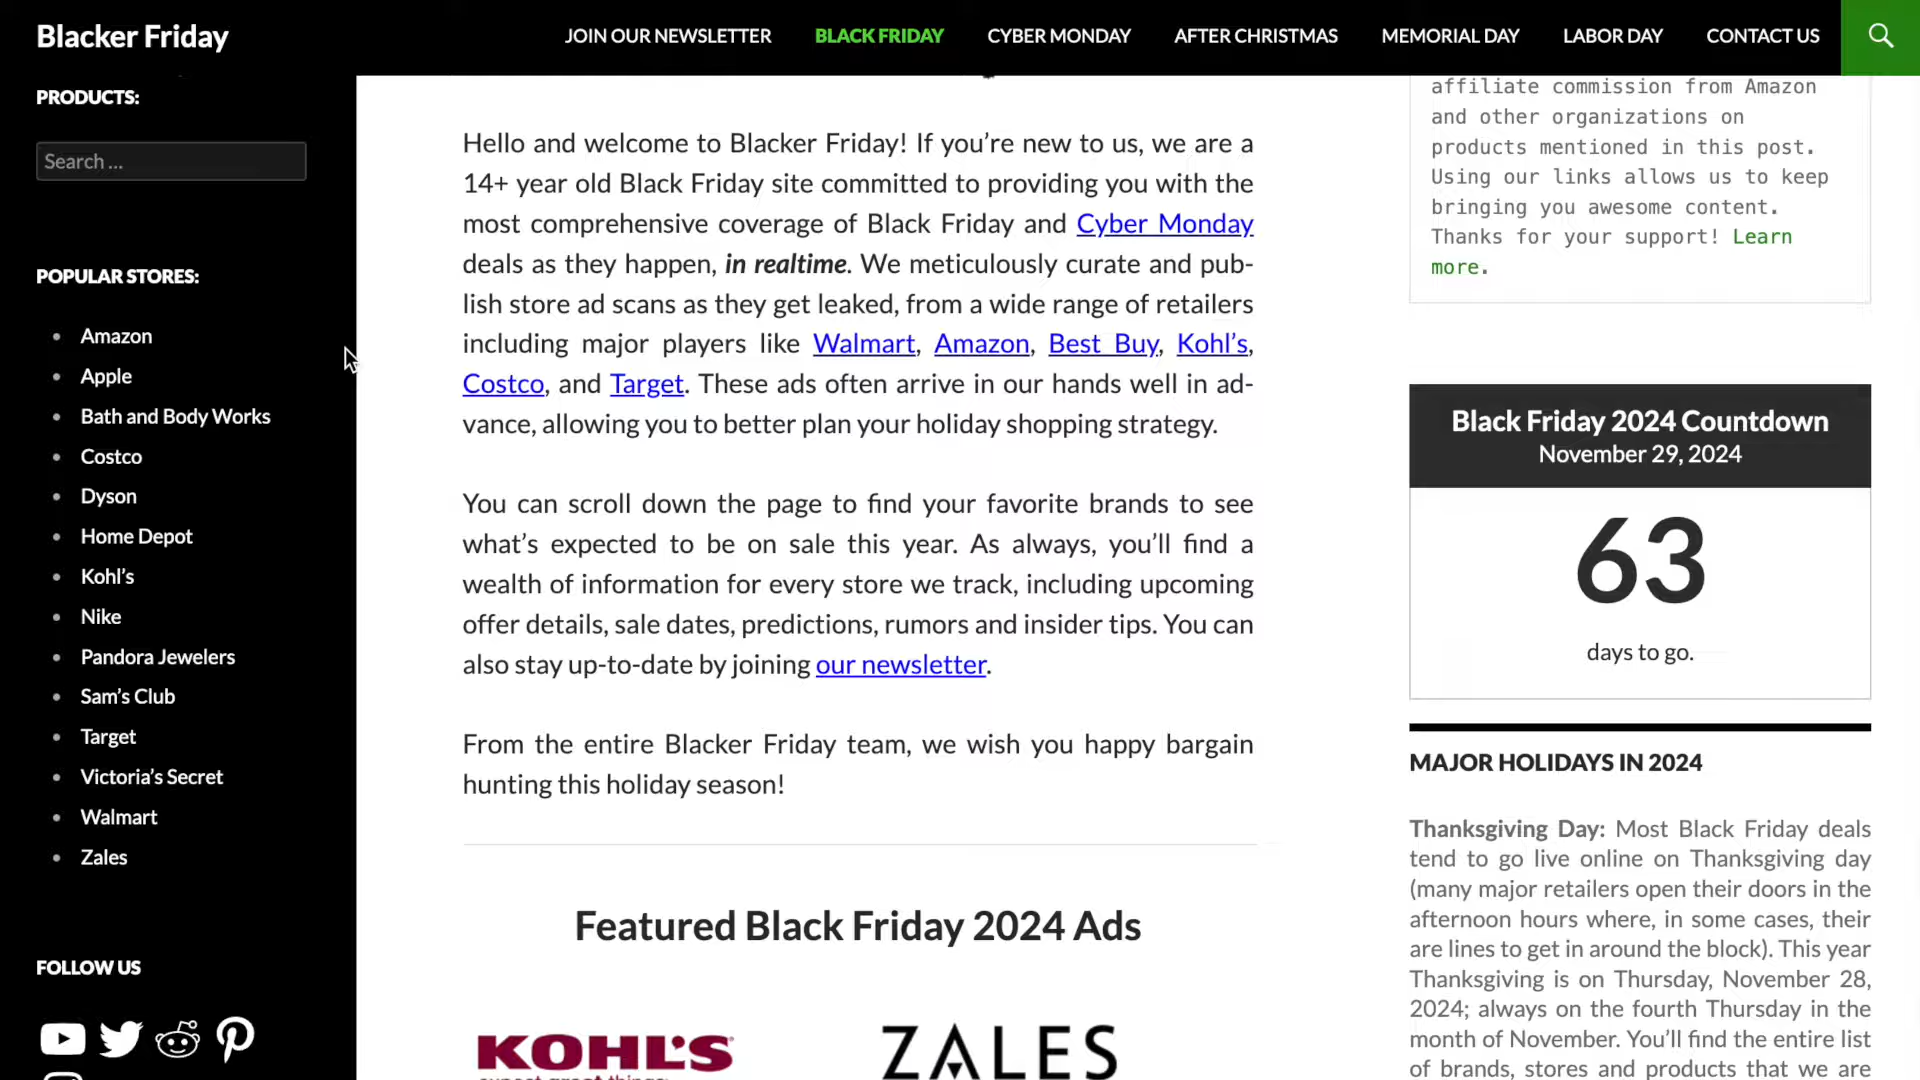 Blacker Friday
JOIN OUR NEWSLETTER
BLACK FRIDAY
CYBER MONDAY
AFTER CHRISTMAS
MEMORIAL DAY
LABOR DAY
CONTACT US
PRODUCTS:
Search ...
POPULAR STORES:
Amazon
Apple
Bath and Body Works
Costco
Dyson
Home Depot
Kohl's
Nike
Pandora Jewelers
Sam's Club
Target
Victoria's Secret
Walmart
Zales
FOLLOW US
Hello and welcome to Blacker Friday! If you're new to us, we are a
14+ year old Black Friday site committed to providing you with the
most comprehensive coverage of Black Friday and Cyber Monday
deals as they happen, in realtime. We meticulously curate and pub-
lish store ad scans as they get leaked, from a wide range of retailers
including major players like Walmart, Amazon, Best Buy, Kohl's,
Costco, and Target. These ads often arrive in our hands well in ad-
vance, allowing you to better plan your holiday shopping strategy.
You can scroll down the page to find your favorite brands to see
what's expected to be on sale this year. As always, you'll find a
wealth of information for every store we track, including upcoming
offer details, sale dates, predictions, rumors and insider tips. You can
also stay up-to-date by joining our newsletter.
From the entire Blacker Friday team, we wish you happy bargain
hunting this holiday season!
Featured Black Friday 2024 Ads
KOHL'S
expect great things
ZALES
affiliate commission from Amazon
and other organizations on
products mentioned in this post.
Using our links allows us to keep
bringing you awesome content.
Thanks for your support! Learn
more.
Black Friday 2024 Countdown
November 29, 2024
63
days to go.
MAJOR HOLIDAYS IN 2024
Thanksgiving Day: Most Black Friday deals
tend to go live online on Thanksgiving day
(many major retailers open their doors in the
afternoon hours where, in some cases, their
are lines to get in around the block). This year
Thanksgiving is on Thursday, November 28,
2024; always on the fourth Thursday in the
month of November. You'll find the entire list
of brands, stores and products that we are